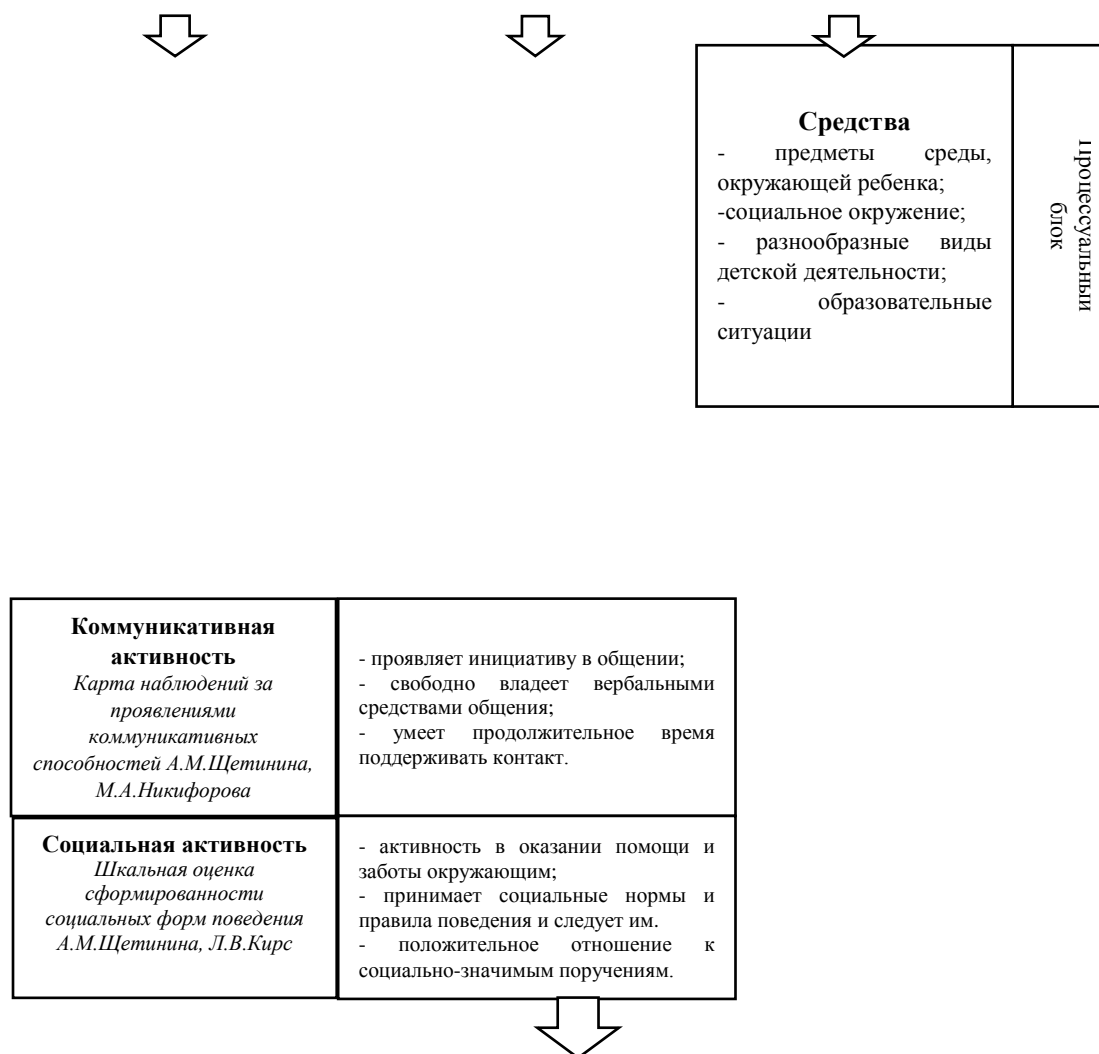 Средства
- предметы среды,
окружающей ребенка;
-социальное окружение;
- разнообразные виды
детской деятельности;
- образовательные
ситуации
Процессуальный
блок
Коммуникативная
активность
Карта наблюдений за
проявлениями
коммуникативных
способностей А.М.Щетинина,
М.А.Никифорова
- проявляет инициативу в общении;
- свободно владеет вербальными
средствами общения;
- умеет продолжительное время
поддерживать контакт.
Социальная активность
Шкальная оценка
сформированности
социальных форм поведения
А.М.Щетинина, Л.В.Кирс
- активность в оказании помощи и
заботы окружающим;
- принимает социальные нормы и
правила поведения и следует им.
- положительное отношение к
социально-значимым поручениям.